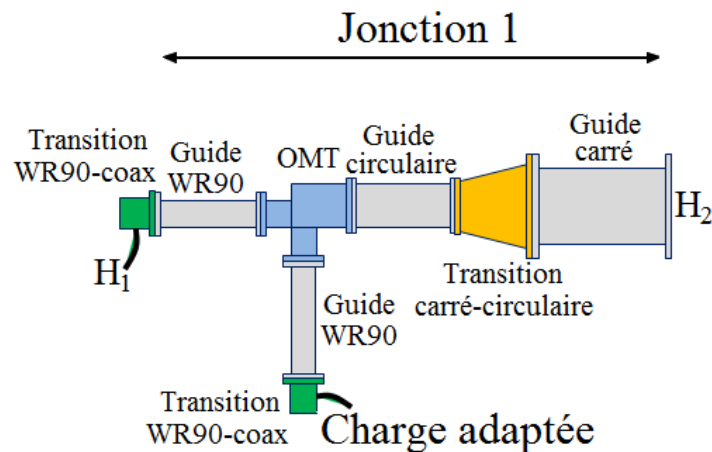 Jonction 1
Transition
WR90-coax
Guide
WR90
OMT
Guide
circulaire
Guide
carré
H1
H2
Transition
carré-circulaire
Guide
WR90
Transition
WR90-coax
Charge adaptée